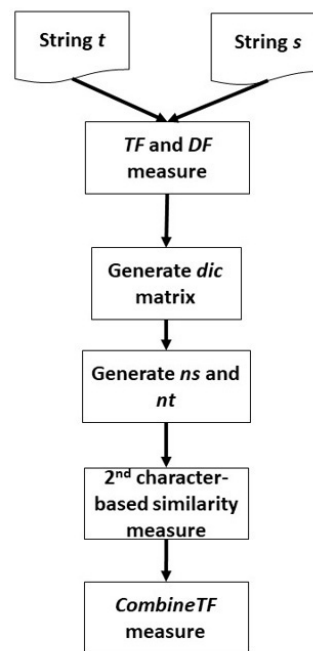 String t
String s
TF and DF
measure
Generate dic
matrix
Generate ns and
nt
2nd character-
based similarity
measure
CombineTF
measure